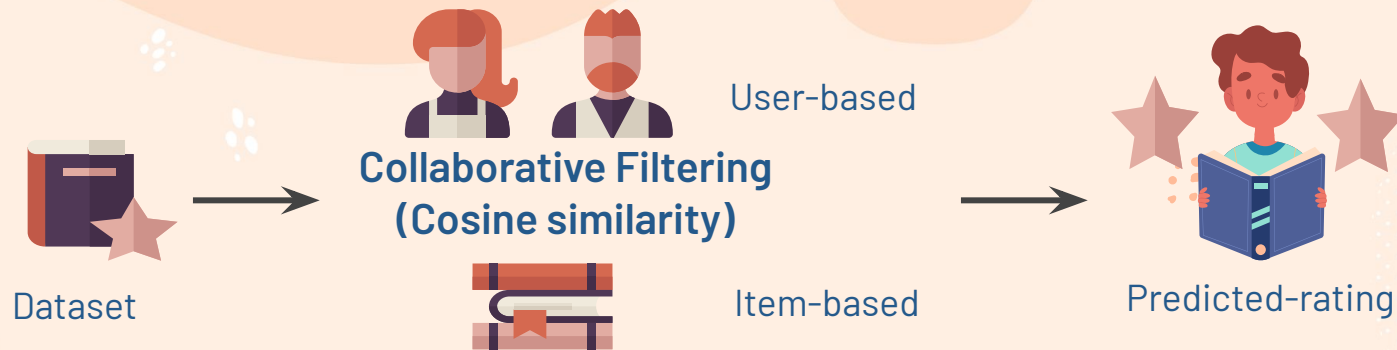 User-based
Collaborative Filtering
(Cosine similarity)
Dataset
Item-based
Predicted-rating